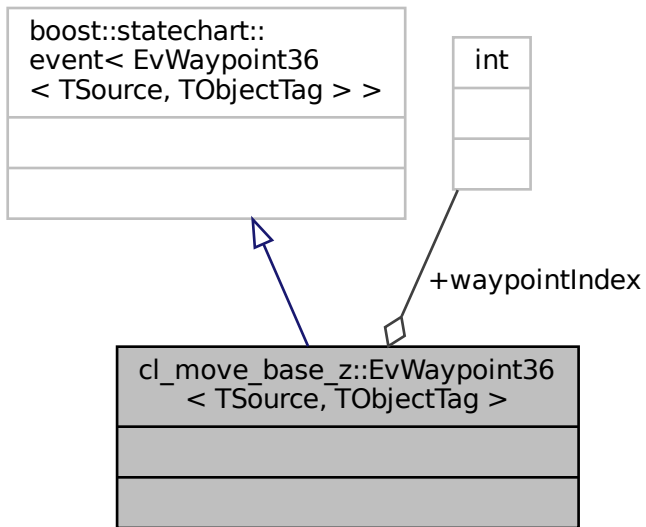 boost::statechart::
event< EvWaypoint36
< TSource, TObjectTag > >
int
+waypointIndex
cl_move_base_z::EvWaypoint36
< TSource, TObjectTag >